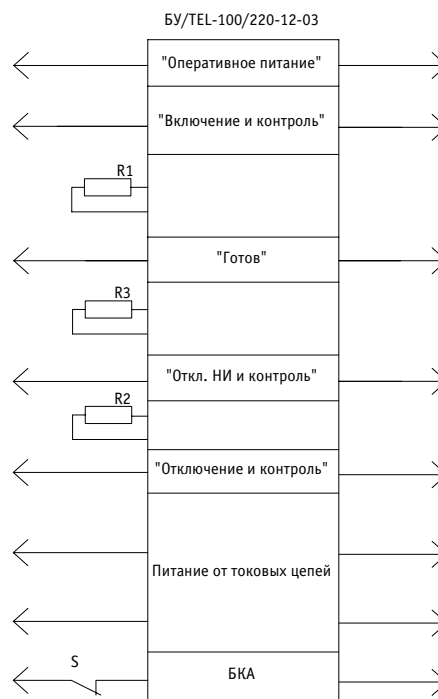 БУ/TEL-100/220-12-03
"Оперативное питание"
"Включение и контроль"
R1
"Готов"
R3
"Откл. НИ и контроль"
R2
"Отключение и контроль"
Питание от токовых цепей
S
БКА